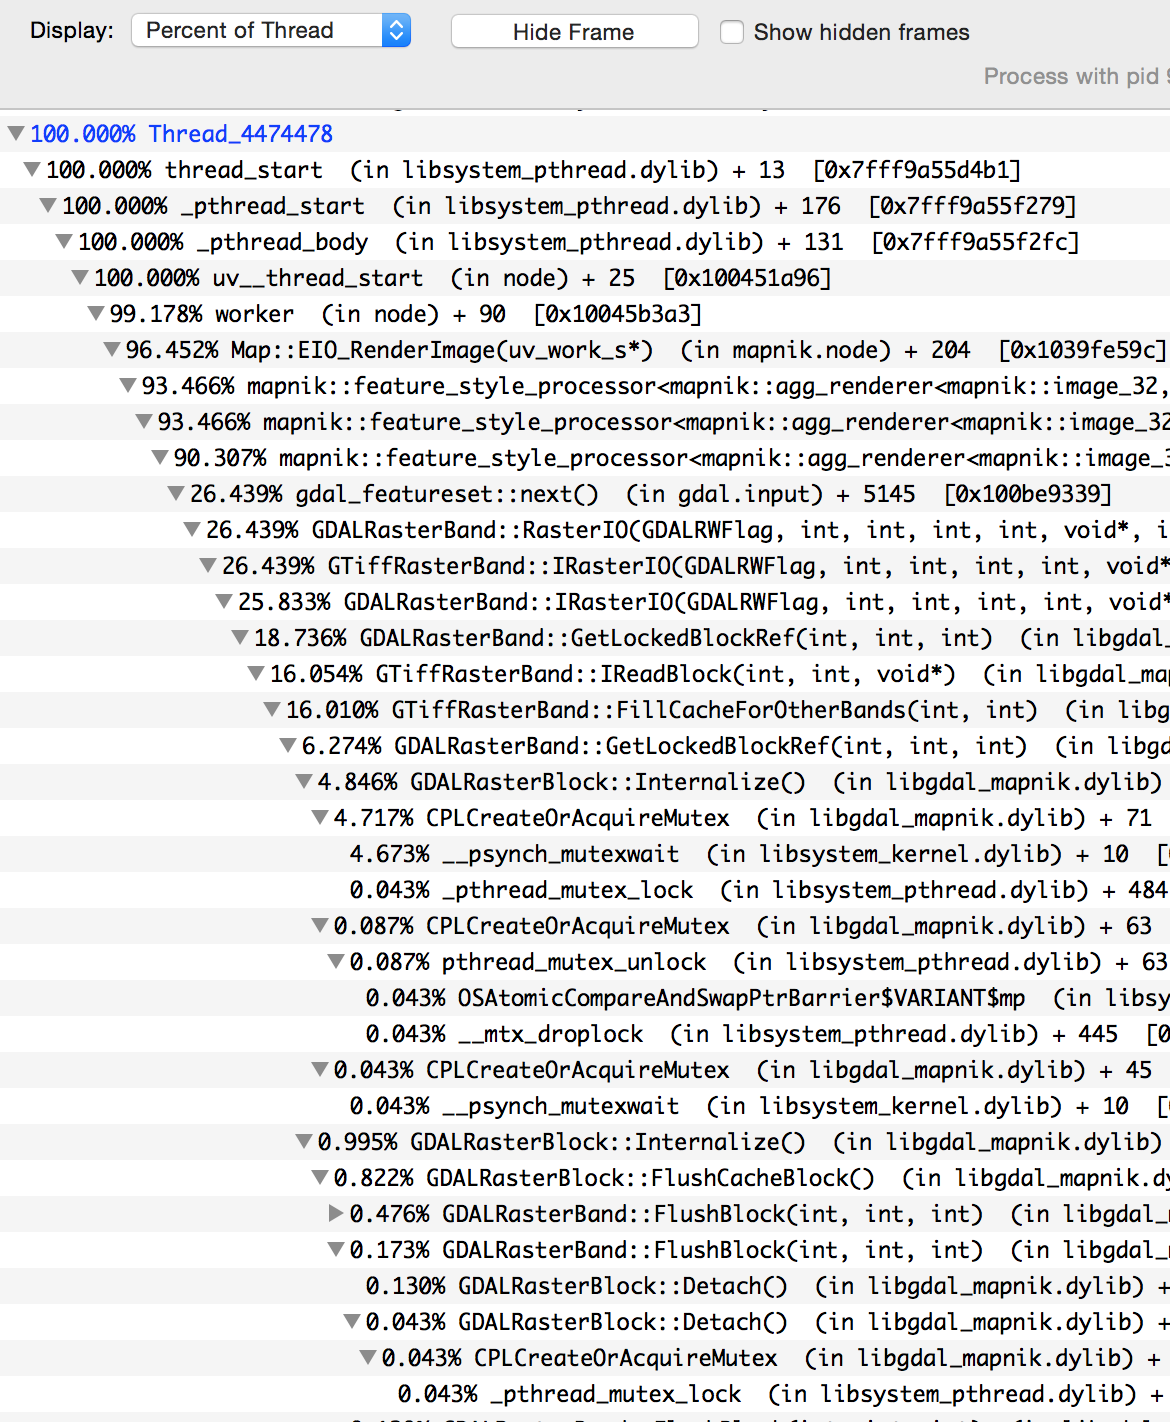 Display: Percent of Thread Hide Frame Show hidden frames
Process with pid
100.000% Thread_4474478
100.000% thread_start (in libsystem_pthread.dylib) + 13 [0x7fff9a55d4b1]
100.000% _pthread_start (in libsystem_pthread.dylib) + 176 [0x7fff9a55f279]
100.000% _pthread_body (in libsystem_pthread.dylib) + 131 [0x7fff9a55f2fc]
100.000% uv__thread_start (in node) + 25 [0x100451a96]
99.178% worker (in node) + 90 [0x10045b3a3]
96.452% Map::EIO_RenderImage(uv_work_s*) (in mapnik.node) + 204 [0x1039fe59c]
93.466% mapnik::feature_style_processor<mapnik::agg_renderer<mapnik::image_32,
93.466% mapnik::feature_style_processor<mapnik::agg_renderer<mapnik::image_32
90.307% mapnik::feature_style_processor<mapnik::agg_renderer<mapnik::image_3
26.439% gdal_featureset::next() (in gdal.input) + 5145 [0x100be9339]
26.439% GDALRasterBand::RasterIO(GDALRWFlag, int, int, int, int, void*, i
26.439% GTiffRasterBand::IRasterIO(GDALRWFlag, int, int, int, int, void*
25.833% GDALRasterBand::IRasterIO(GDALRWFlag, int, int, int, int, void*
18.736% GDALRasterBand::GetLockedBlockRef(int, int, int) (in libgdal_
16.054% GTiffRasterBand::IReadBlock(int, int, void*) (in libgdal_ma
16.010% GTiffRasterBand::FillCacheForOtherBands(int, int) (in libg
6.274% GDALRasterBand::GetLockedBlockRef(int, int, int) (in libgd
4.846% GDALRasterBlock::Internalize() (in libgdal_mapnik.dylib)
4.717% CPLCreateOrAcquireMutex (in libgdal_mapnik.dylib) + 71
4.673% __psynch_mutexwait (in libsystem_kernel.dylib) + 10 [
0.043% _pthread_mutex_lock (in libsystem_pthread.dylib) + 484
0.087% CPLCreateOrAcquireMutex (in libgdal_mapnik.dylib) + 63
0.087% pthread_mutex_unlock (in libsystem_pthread.dylib) + 63
0.043% OSAtomicCompareAndSwapPtrBarrier$VARIANT$mp (in libsy
0.043% __mtx_droplock (in libsystem_pthread.dylib) + 445 [0
0.043% CPLCreateOrAcquireMutex (in libgdal_mapnik.dylib) + 45
0.043% __psynch_mutexwait (in libsystem_kernel.dylib) + 10 [
0.995% GDALRasterBlock::Internalize() (in libgdal_mapnik.dylib)
0.822% GDALRasterBlock::FlushCacheBlock() (in libgdal_mapnik.dy
0.476% GDALRasterBand::FlushBlock(int, int, int) (in libgdal_
0.173% GDALRasterBand::FlushBlock(int, int, int) (in libgdal_
0.130% GDALRasterBlock::Detach() (in libgdal_mapnik.dylib) +
0.043% GDALRasterBlock::Detach() (in libgdal_mapnik.dylib) +
0.043% CPLCreateOrAcquireMutex (in libgdal_mapnik.dylib) +
0.043% _pthread_mutex_lock (in libsystem_pthread.dylib) +